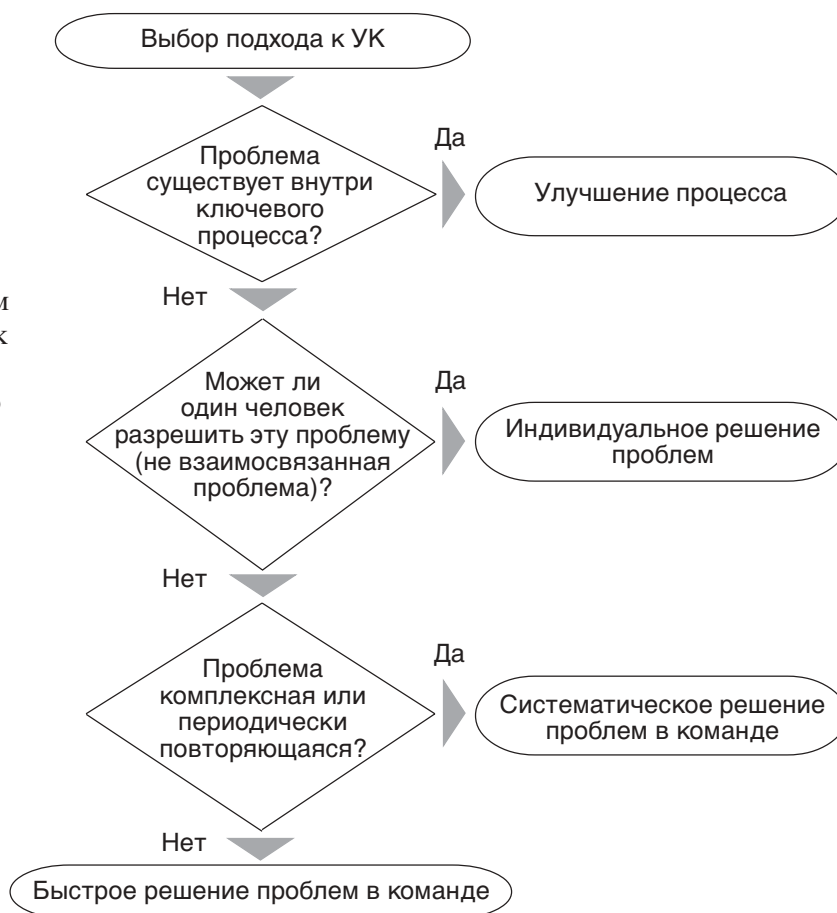 Выбор подхода к УК
Проблема
существует внутри
ключевого
процесса?
Да
Улучшение процесса
Нет
м
к
Может ли
один человек
разрешить эту проблему
(не взаимосвязанная
проблема)?
Да
Индивидуальное решение
проблем
Нет
Проблема
комплексная или
периодически
повторяющаяся?
Да
Систематическое решение
проблем в команде
Нет
Быстрое решение проблем в команде